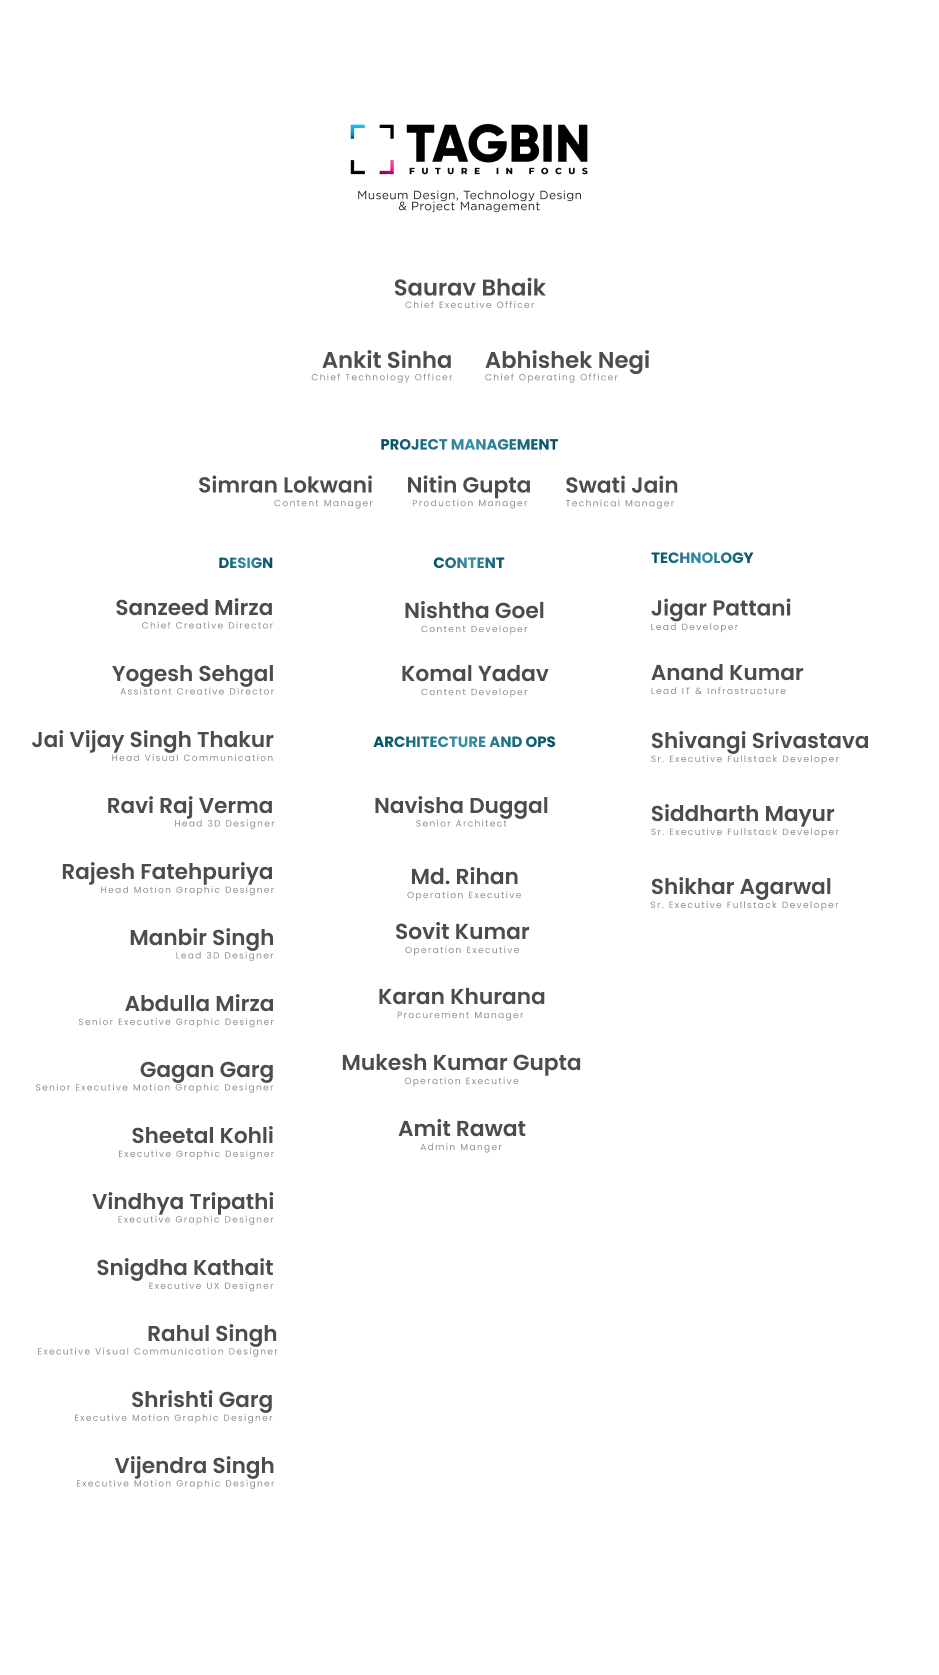 TAGBIN
FUTURE IN FOCUS
Museum Design, Technology Design
& Project Management
Saurav Bhaik
Chief Executive Officer
Ankit Sinha
Chief Technology Officer
Abhishek Negi
Chief Operating Officer
PROJECT MANAGEMENT
Simran Lokwani
Content Manager
Nitin Gupta
Production Manager
Swati Jain
Technical Manager
DESIGN
Sanzeed Mirza
Chief Creative Director
Yogesh Sehgal
Assistant Creative Director
Jai Vijay Singh Thakur
Head Visual Communication
Ravi Raj Verma
Head 3D Designer
Rajesh Fatehpuriya
Head Motion Graphic Designer
Manbir Singh
Lead 3D Designer
Abdulla Mirza
Senior Executive Graphic Designer
Gagan Garg
Senior Executive Motion Graphic Designer
Sheetal Kohli
Executive Graphic Designer
Vindhya Tripathi
Executive Graphic Designer
Snigdha Kathait
Executive UX Designer
Rahul Singh
Executive Visual Communication Designer
Shrishti Garg
Executive Motion Graphic Designer
Vijendra Singh
Executive Motion Graphic Designer
CONTENT
Nishtha Goel
Content Developer
Komal Yadav
Content Developer
ARCHITECTURE AND OPS
Navisha Duggal
Senior Architect
Md. Rihan
Operation Executive
Sovit Kumar
Operation Executive
Karan Khurana
Procurement Manager
Mukesh Kumar Gupta
Operation Executive
Amit Rawat
Admin Manger
TECHNOLOGY
Jigar Pattani
Lead Developer
Anand Kumar
Lead IT & Infrastructure
Shivangi Srivastava
Sr. Executive Fullstack Developer
Siddharth Mayur
Sr. Executive Fullstack Developer
Shikhar Agarwal
Sr. Executive Fullstack Developer